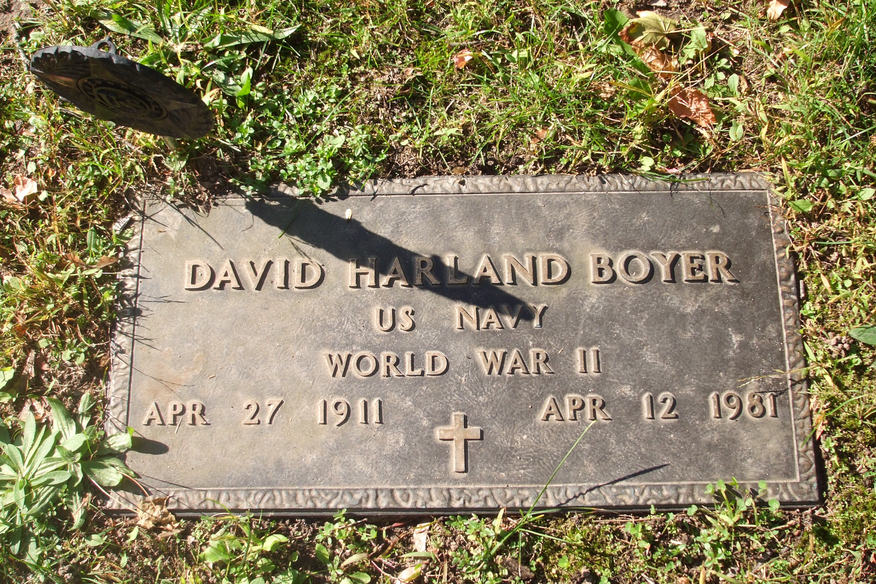 DAVID HARLAND BOYER
US NAVY
WORLD WAR II
APR 27 1911 APR 12 1981